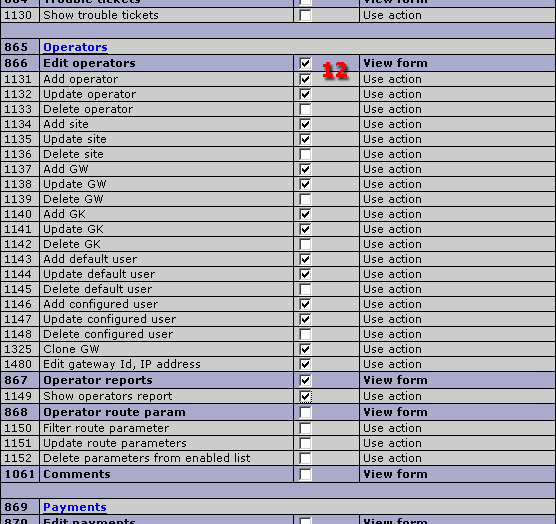 864 Trouble tickets View form
1130 Show trouble tickets Use action
865 Operators
866 Edit operators View form
12
1131 Add operator Use action
1132 Update operator Use action
1133 Delete operator Use action
1134 Add site Use action
1135 Update site Use action
1136 Delete site Use action
1137 Add GW Use action
1138 Update GW Use action
1139 Delete GW Use action
1140 Add GK Use action
1141 Update GK Use action
1142 Delete GK Use action
1143 Add default user Use action
1144 Update default user Use action
1145 Delete default user Use action
1146 Add configured user Use action
1147 Update configured user Use action
1148 Delete configured user Use action
1325 Clone GW Use action
1480 Edit gateway Id, IP address Use action
867 Operator reports View form
1149 Show operators report Use action
868 Operator route param View form
1150 Filter route parameter Use action
1151 Update route parameters Use action
1152 Delete parameters from enabled list Use action
1061 Comments View form
869 Payments
870 Edit payments View form